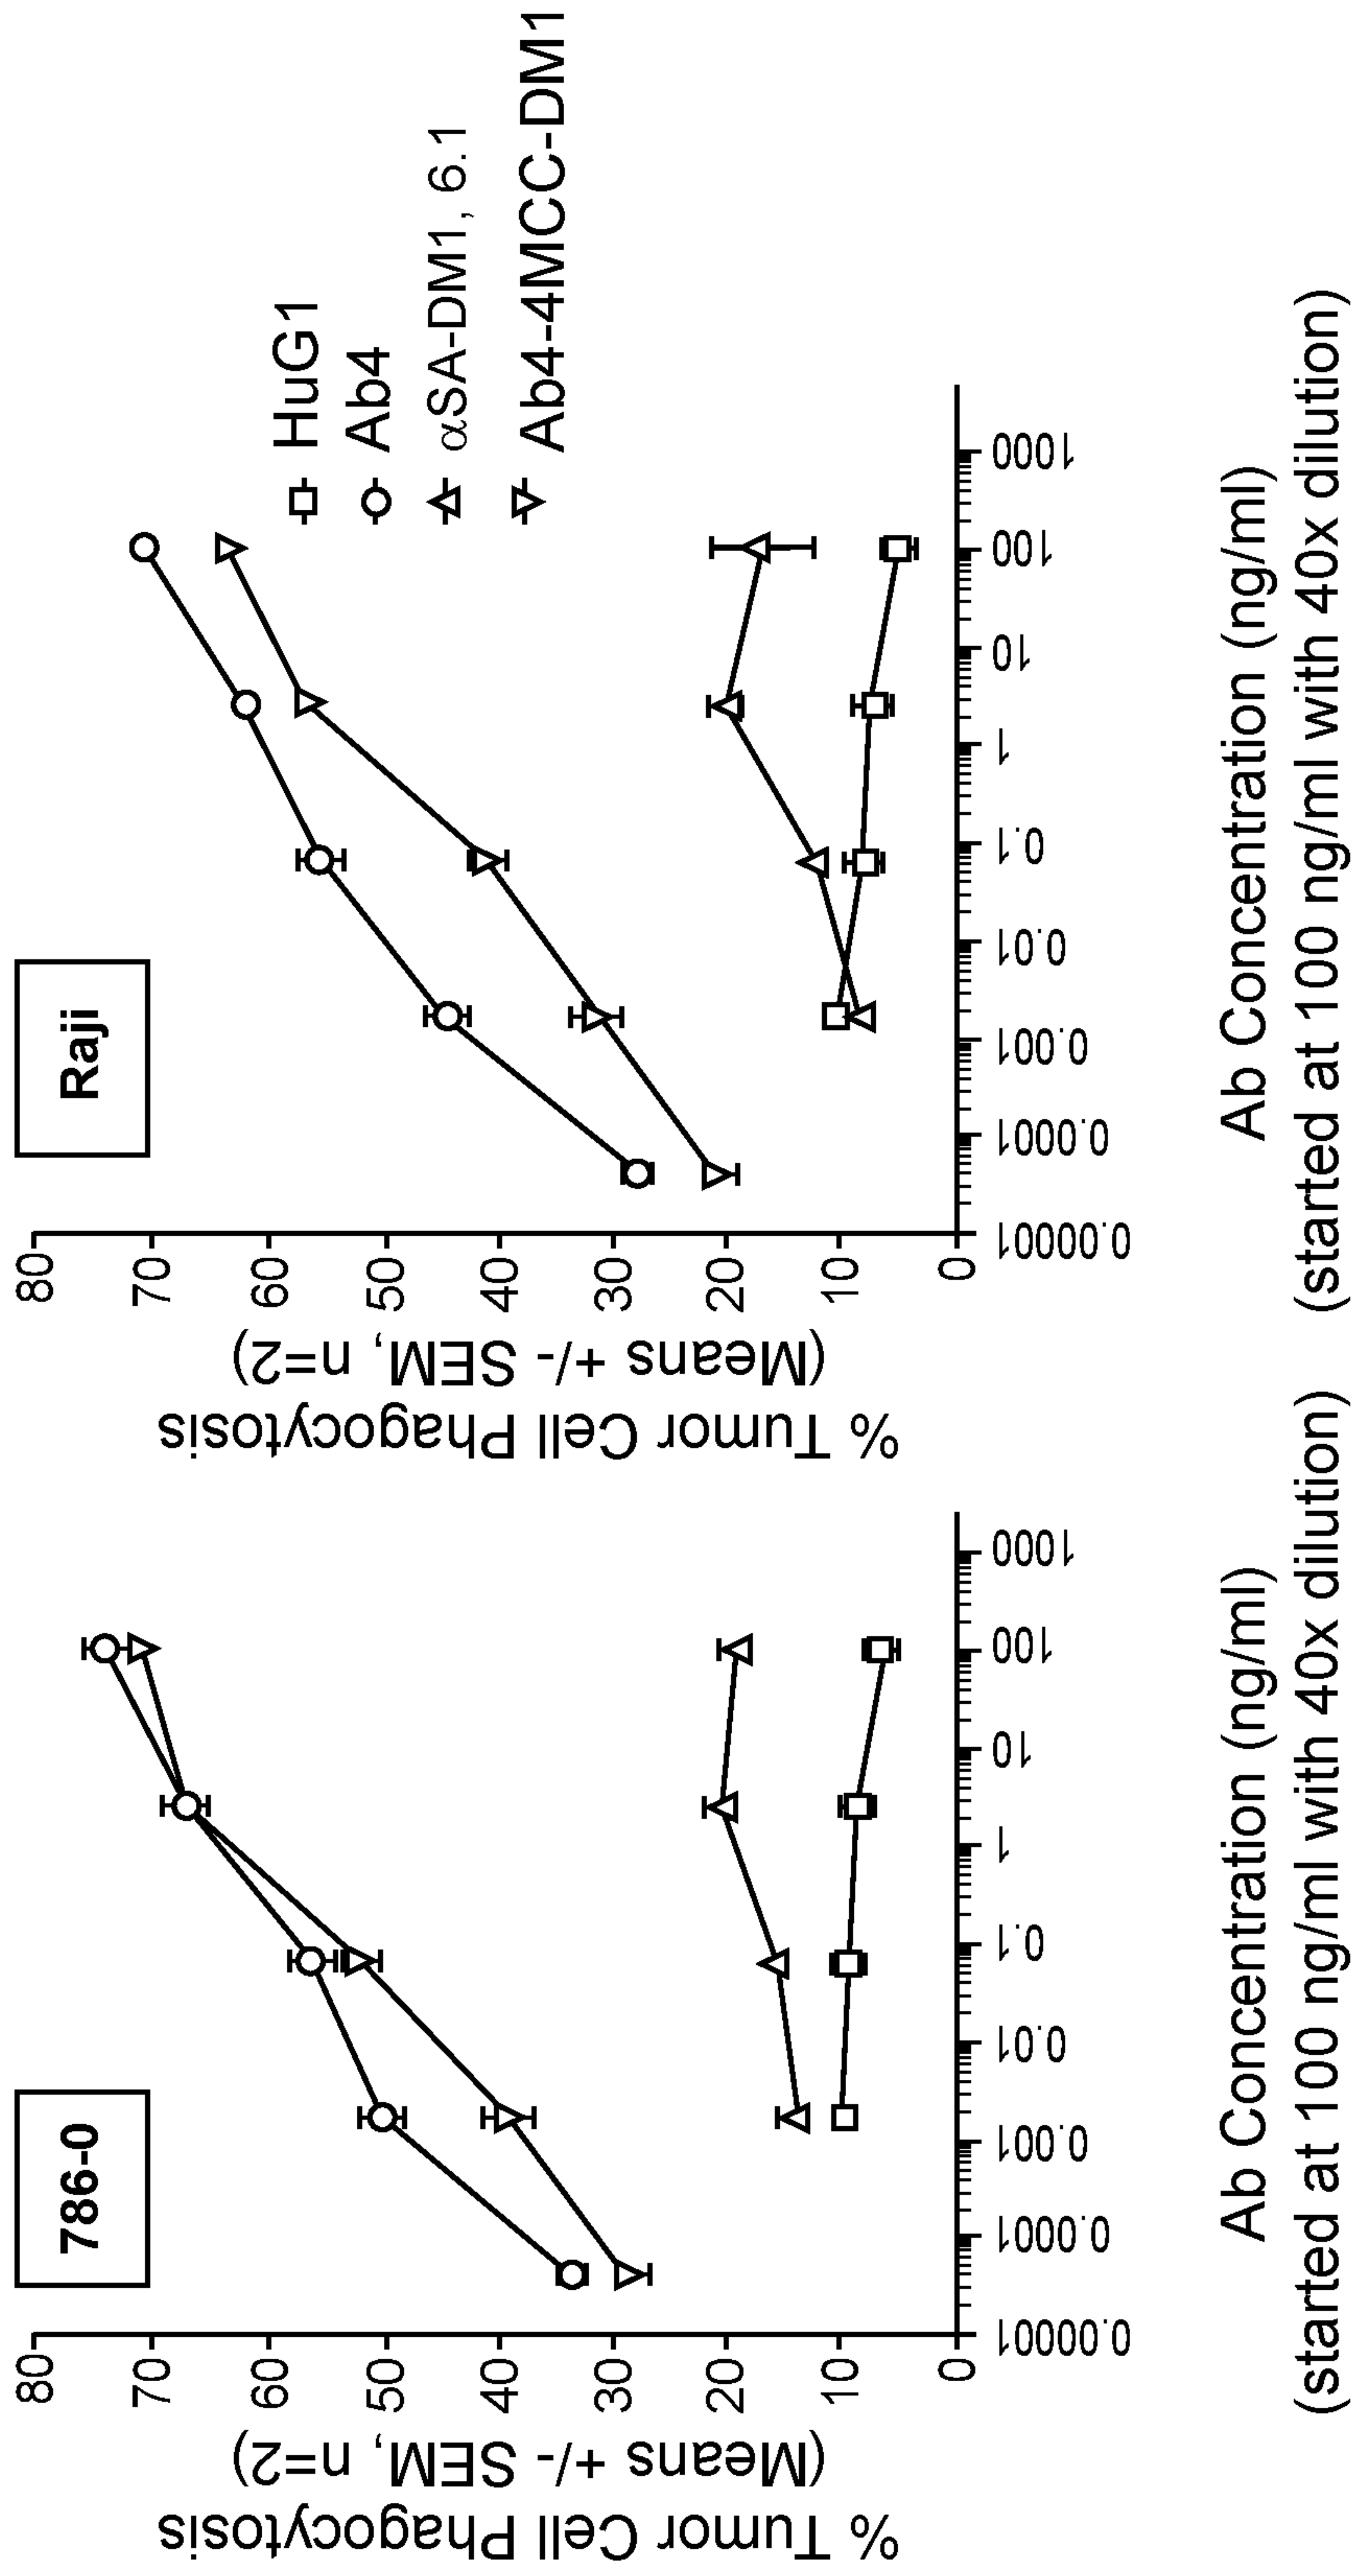 786-0
% Tumor Cell Phagocytosis
(Means +/- SEM, n=2)
80
70
60
50
40
30
20
10
0
0.00001
0.0001
0.001
0.01
0.1
1
10
100
1000
Ab Concentration (ng/ml)
(started at 100 ng/ml with 40x dilution)
Raji
% Tumor Cell Phagocytosis
(Means +/- SEM, n=2)
80
70
60
50
40
30
20
10
0
0.00001
0.0001
0.001
0.01
0.1
1
10
100
1000
Ab Concentration (ng/ml)
(started at 100 ng/ml with 40x dilution)
HuG1
Ab4
αSA-DM1, 6.1
Ab4-4MCC-DM1